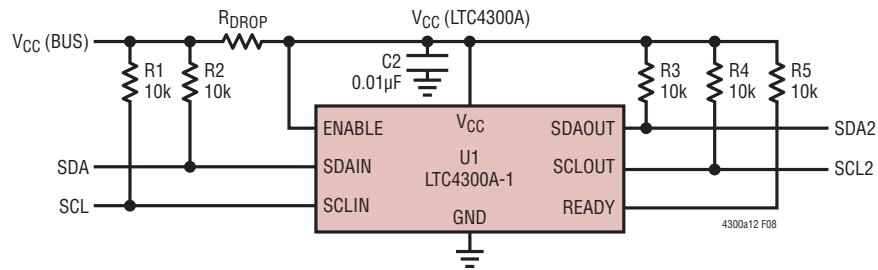 RDROP
VCC (LTC4300A)
VCC (BUS)
R1
10k
R2
10k
C2
0.01µF
R3
10k
R4
10k
R5
10k
ENABLE
VCC
SDAOUT
SDA2
SDA
SDAIN
U1
LTC4300A-1
SCLOUT
SCL2
SCL
SCLIN
GND
READY
4300a12 F08